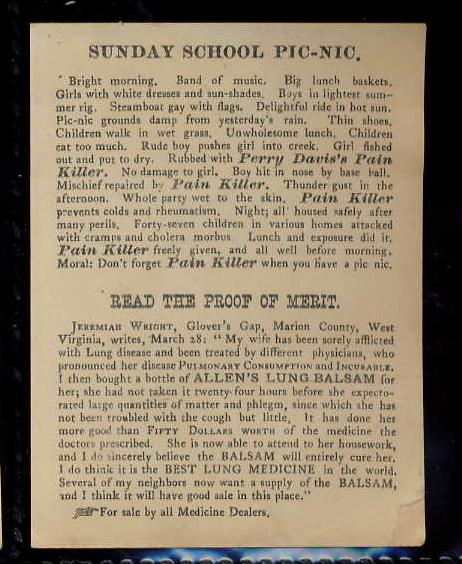 SUNDAY SCHOOL PIC-NIC.
Bright morning. Band of music. Big lunch baskets.
Girls with white dresses and sun-shades. Boys in lightest sum-
mer rig. Steamboat gay with flags. Delightful ride in hot sun.
Pic-nic grounds damp from yesterday's rain. Thin shoes.
Children walk in wet grass. Unwholesome lunch. Children
eat too much. Rude boy pushes girl into creek. Girl fished
out and put to dry. Rubbed with Perry Davis's Pain
Killer. No damage to girl. Boy hit in nose by base ball.
Mischief repaired by Pain Killer. Thunder gust in the
afternoon. Whole party wet to the skin. Pain Killer
prevents colds and rheumatism. Night; all housed safely after
many perils. Forty-seven children in various homes attacked
with cramps and cholera morbus. Lunch and exposure did it.
Pain Killer freely given, and all well before morning.
Moral: Don't forget Pain Killer when you have a pic nic.
READ THE PROOF OF MERIT.
JEREMIAH WRIGHT, Glover's Gap, Marion County, West
Virginia, writes, March 28: "My wife has been sorely afflicted
with Lung disease and been treated by different physicians, who
pronounced her disease PULMONARY CONSUMPTION and INCURABLE.
I then bought a bottle of ALLEN'S LUNG BALSAM for
her; she had not taken it twenty-four hours before she expecto-
rated large quantities of matter and phlegm, since which she has
not been troubled with the cough but little. It has done her
more good than FIFTY DOLLARS WORTH of the medicine the
doctors prescribed. She is now able to attend to her housework,
and I do sincerely believe the BALSAM will entirely cure her.
I do think it is the BEST LUNG MEDICINE in the world.
Several of my neighbors now want a supply of the BALSAM,
and I think it will have good sale in this place."
For sale by all Medicine Dealers.